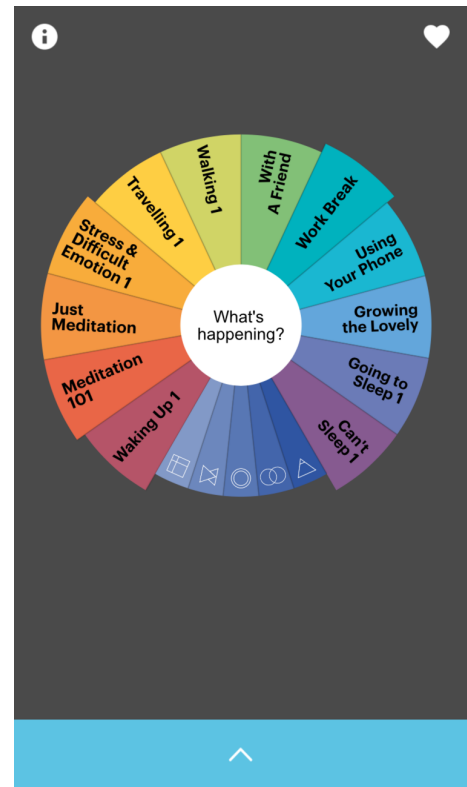 With
A Friend
Work Break
Using
Your Phone
Growing
the Lovely
Going to
Sleep 1
Can't
Sleep 1
Waking Up 1
Meditation
101
Just
Meditation
Stress &
Difficult
Emotion 1
Travelling 1
Walking 1
What's
happening?